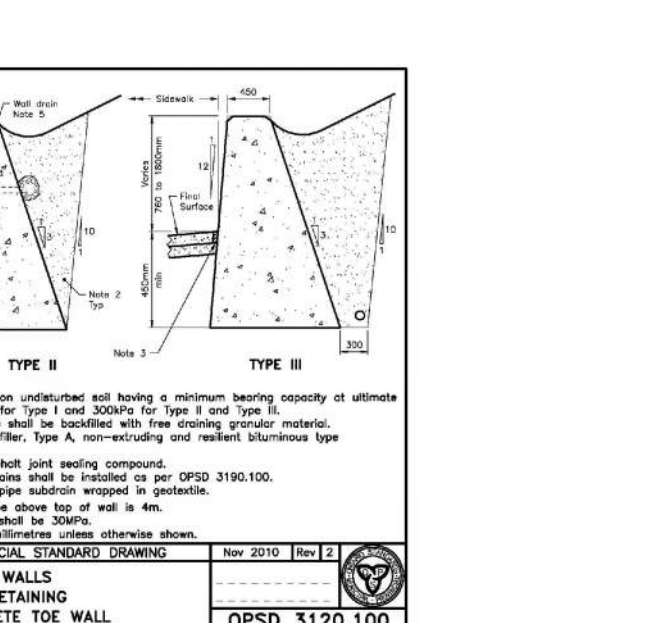 Wall drain
Note 5
Sidewalk
450
Varies
760 to 1800mm
12
1
Final
Surface
1
3
10
1
1
3
10
1
450mm
min
Note 2
Typ
Note 3
300
TYPE II
TYPE III
on undisturbed soil having a minimum bearing capacity at ultimate
for Type I and 300kPa for Type II and Type III.
shall be backfilled with free draining granular material.
filler, Type A, non-extruding and resilient bituminous type
halt joint sealing compound.
ains shall be installed as per OPSD 3190.100.
pipe subdrain wrapped in geotextile.
e above top of wall is 4m.
shall be 30MPa.
illimetres unless otherwise shown.
CIAL STANDARD DRAWING
Nov 2010
Rev
2
WALLS
ETAINING
ETE TOE WALL
OPSD 3120.100